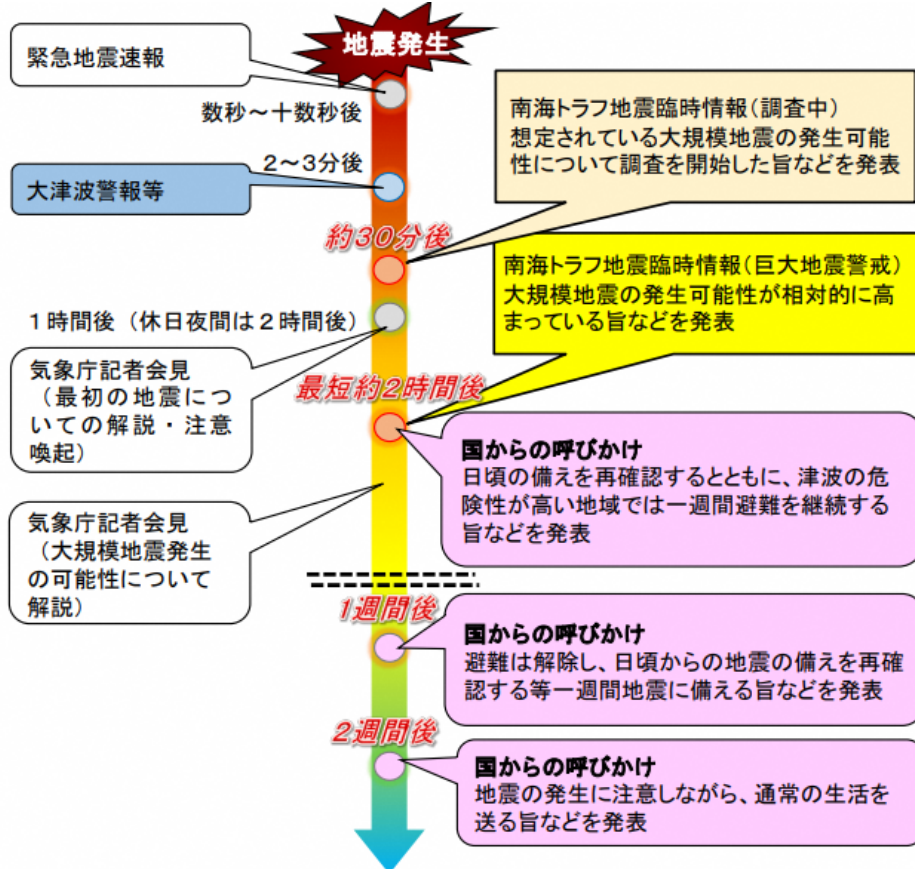 地震発生
緊急地震速報
数秒～十数秒後
2～3分後
大津波警報等
約30分後
南海トラフ地震臨時情報（調査中）
想定されている大規模地震の発生可能
性について調査を開始した旨などを発表
1時間後（休日夜間は2時間後）
気象庁記者会見
（最初の地震につ
いての解説・注意
喚起）
最短約2時間後
南海トラフ地震臨時情報（巨大地震警戒）
大規模地震の発生可能性が相対的に高
まっている旨などを発表
国からの呼びかけ
日頃の備えを再確認するとともに、津波の危
険性が高い地域では一週間避難を継続する
旨などを発表
気象庁記者会見
（大規模地震発生
の可能性について
解説）
1週間後
国からの呼びかけ
避難は解除し、日頃からの地震の備えを再確
認する等一週間地震に備える旨などを発表
2週間後
国からの呼びかけ
地震の発生に注意しながら、通常の生活を
送る旨などを発表